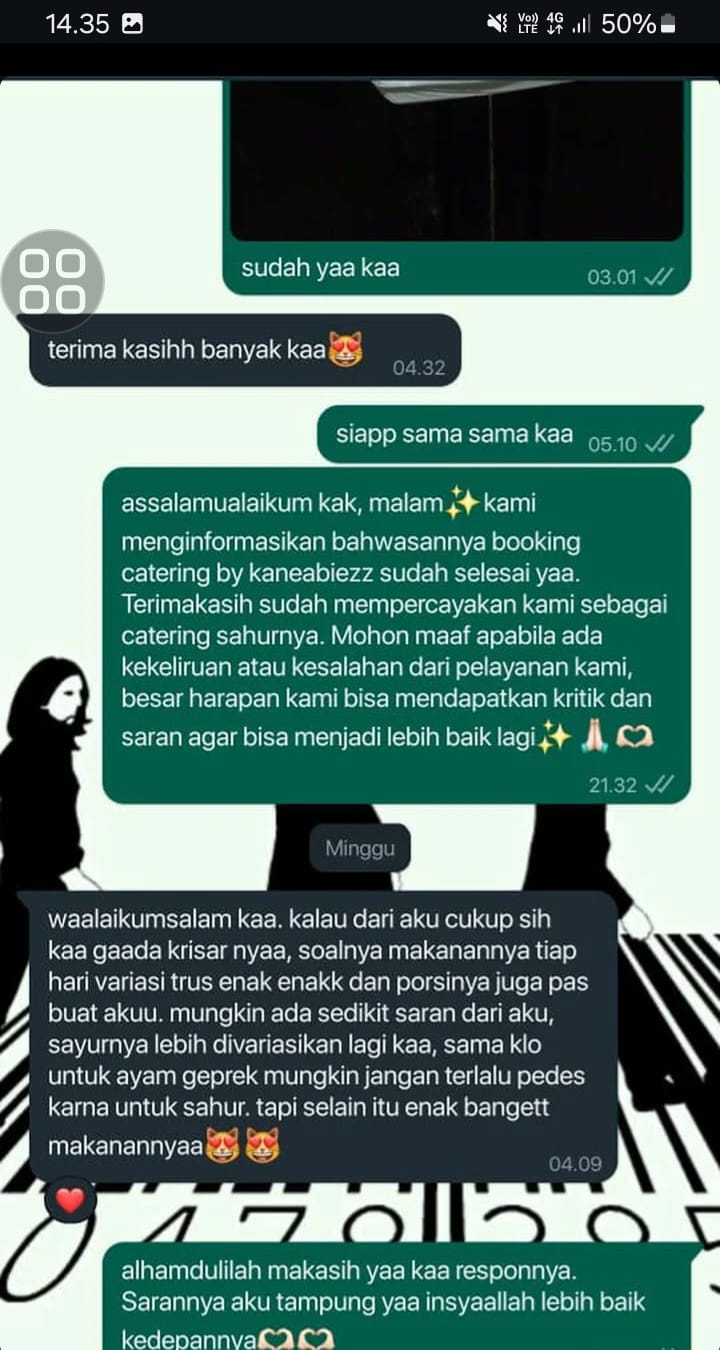 14.35 Vo)) LTE 4G 50%
sudah yaa kaa
03.01
terima kasihh banyak kaa😻
04.32
siapp sama sama kaa 05.10
assalamualaikum kak, malam✨kami
menginformasikan bahwasannya booking
catering by kaneabiezz sudah selesai yaa.
Terimakasih sudah mempercayakan kami sebagai
catering sahurnya. Mohon maaf apabila ada
kekeliruan atau kesalahan dari pelayanan kami,
besar harapan kami bisa mendapatkan kritik dan
saran agar bisa menjadi lebih baik lagi✨🙏🏻🫶🏻
21.32
Minggu
waalaikumsalam kaa. kalau dari aku cukup sih
kaa gaada krisar nyaa, soalnya makanannya tiap
hari variasi trus enak enakk dan porsinya juga pas
buat akuu. mungkin ada sedikit saran dari aku,
sayurnya lebih divariasikan lagi kaa, sama klo
untuk ayam geprek mungkin jangan terlalu pedes
karna untuk sahur. tapi selain itu enak bangett
makanannyaa😻😻
04.09
alhamdulilah makasih yaa kaa responnya.
Sarannya aku tampung yaa insyaallah lebih baik
kedepannya🫶🏻🫶🏻